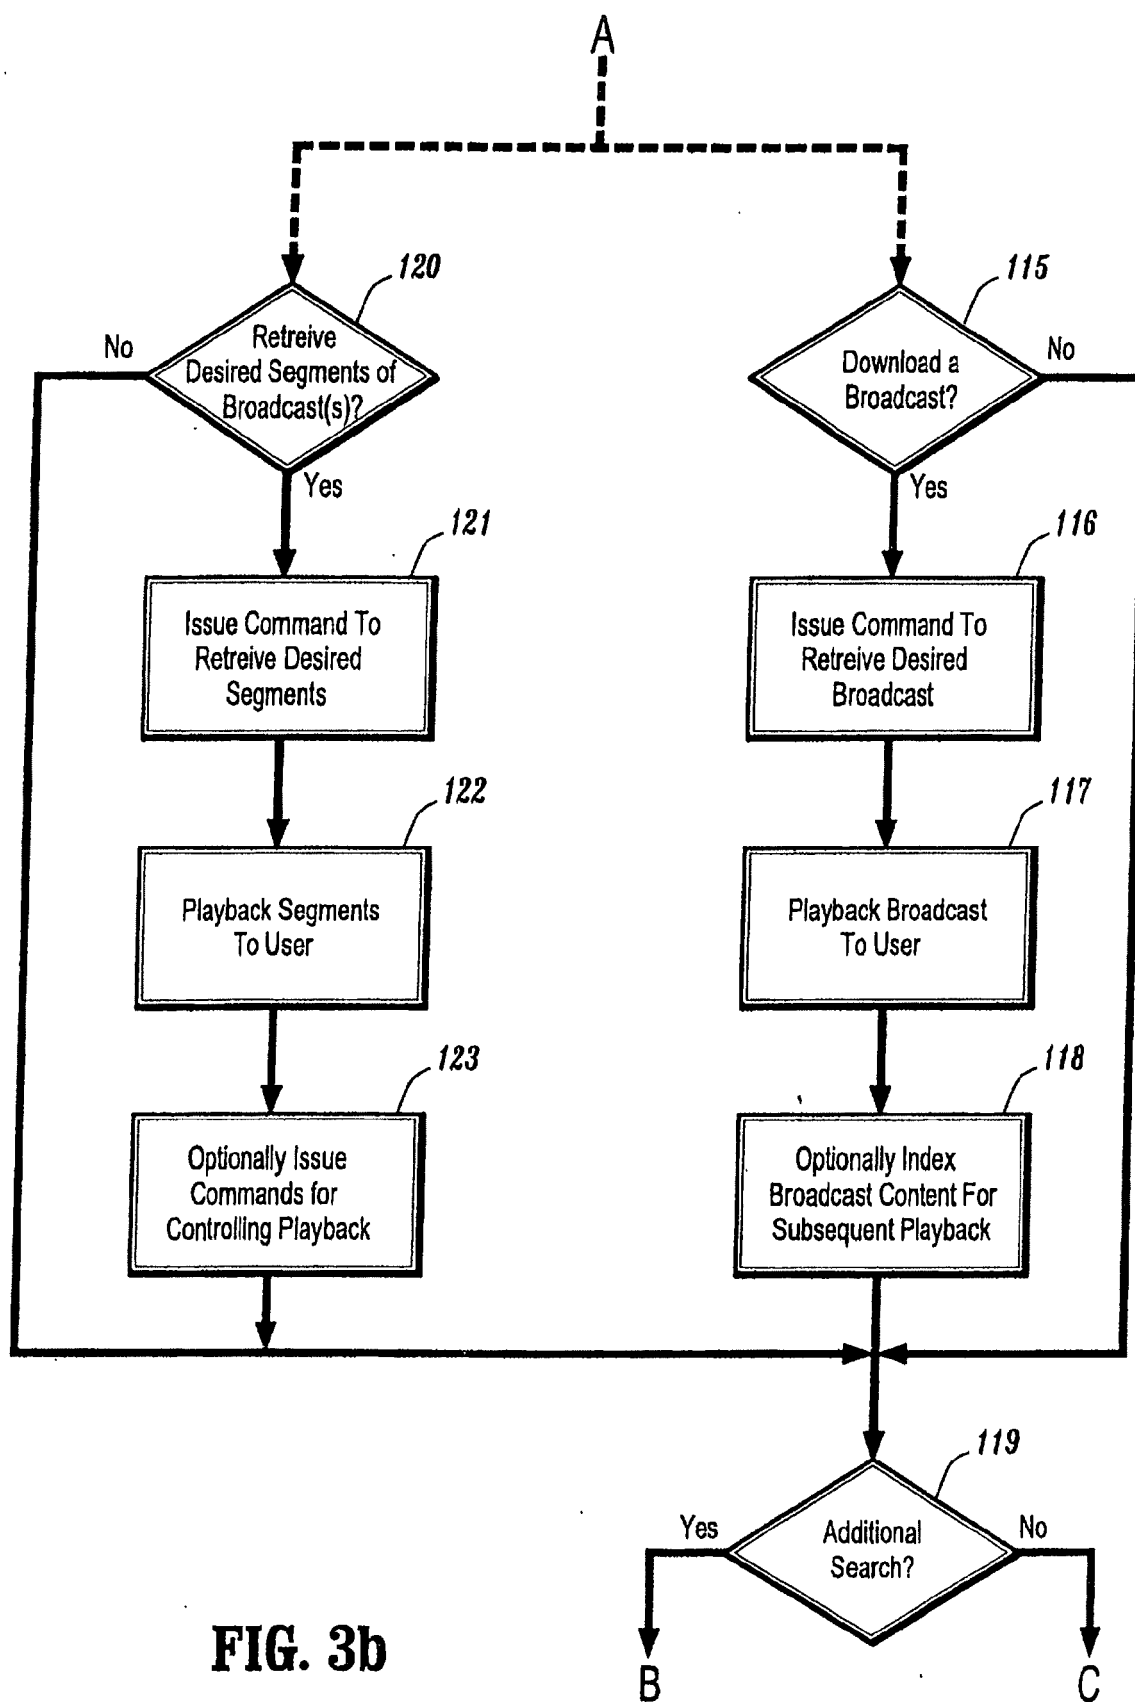 A
120
Retreive
Desired Segments of
Broadcast(s)?
No
Yes
115
Download a
Broadcast?
No
Yes
121
Issue Command To
Retreive Desired
Segments
116
Issue Command To
Retreive Desired
Broadcast
122
Playback Segments
To User
117
Playback Broadcast
To User
123
Optionally Issue
Commands for
Controlling Playback
118
Optionally Index
Broadcast Content For
Subsequent Playback
119
Additional
Search?
Yes
No
B
C
FIG. 3b